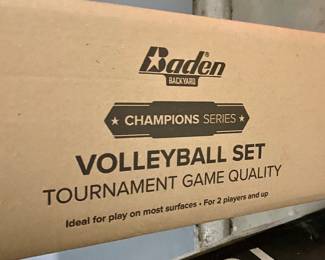 Baden®
BACKYARD
★ CHAMPIONS SERIES ★
VOLLEYBALL SET
TOURNAMENT GAME QUALITY
Ideal for play on most surfaces • For 2 players and up